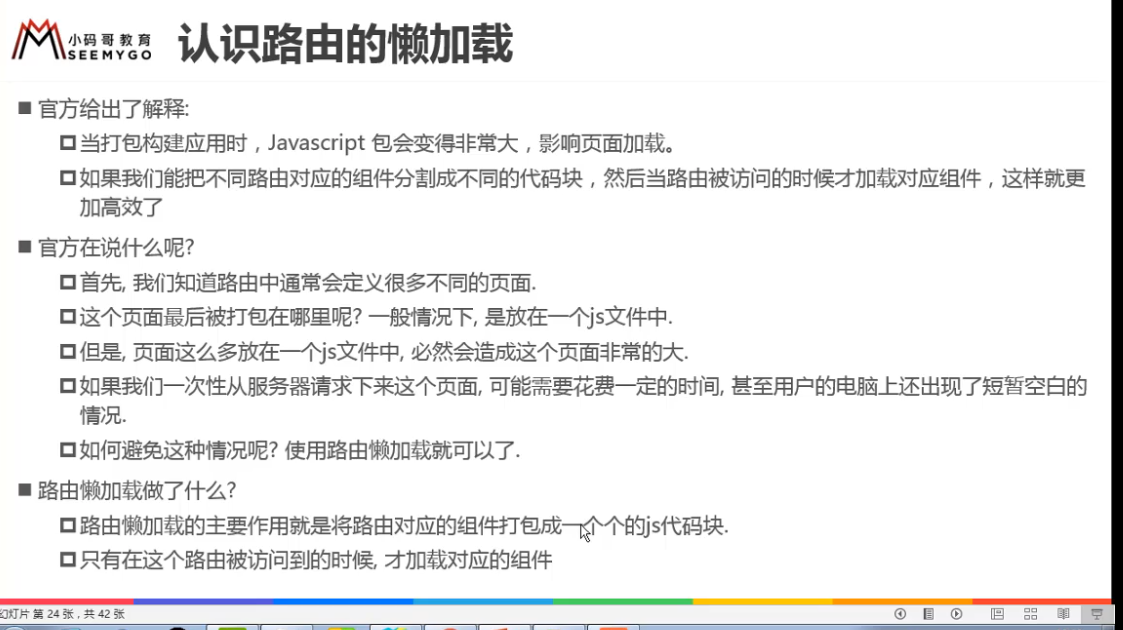 小码哥教育
SEEMYGO
认识路由的懒加载
官方给出了解释:
当打包构建应用时，Javascript 包会变得非常大，影响页面加载。
如果我们能把不同路由对应的组件分割成不同的代码块，然后当路由被访问的时候才加载对应组件，这样就更
加高效了
官方在说什么呢?
首先, 我们知道路由中通常会定义很多不同的页面.
这个页面最后被打包在哪里呢? 一般情况下, 是放在一个js文件中.
但是, 页面这么多放在一个js文件中, 必然会造成这个页面非常的大.
如果我们一次性从服务器请求下来这个页面, 可能需要花费一定的时间, 甚至用户的电脑上还出现了短暂空白的
情况.
如何避免这种情况呢? 使用路由懒加载就可以了.
路由懒加载做了什么?
路由懒加载的主要作用就是将路由对应的组件打包成一个个的js代码块.
只有在这个路由被访问到的时候, 才加载对应的组件
幻灯片 第 24 张，共 42 张